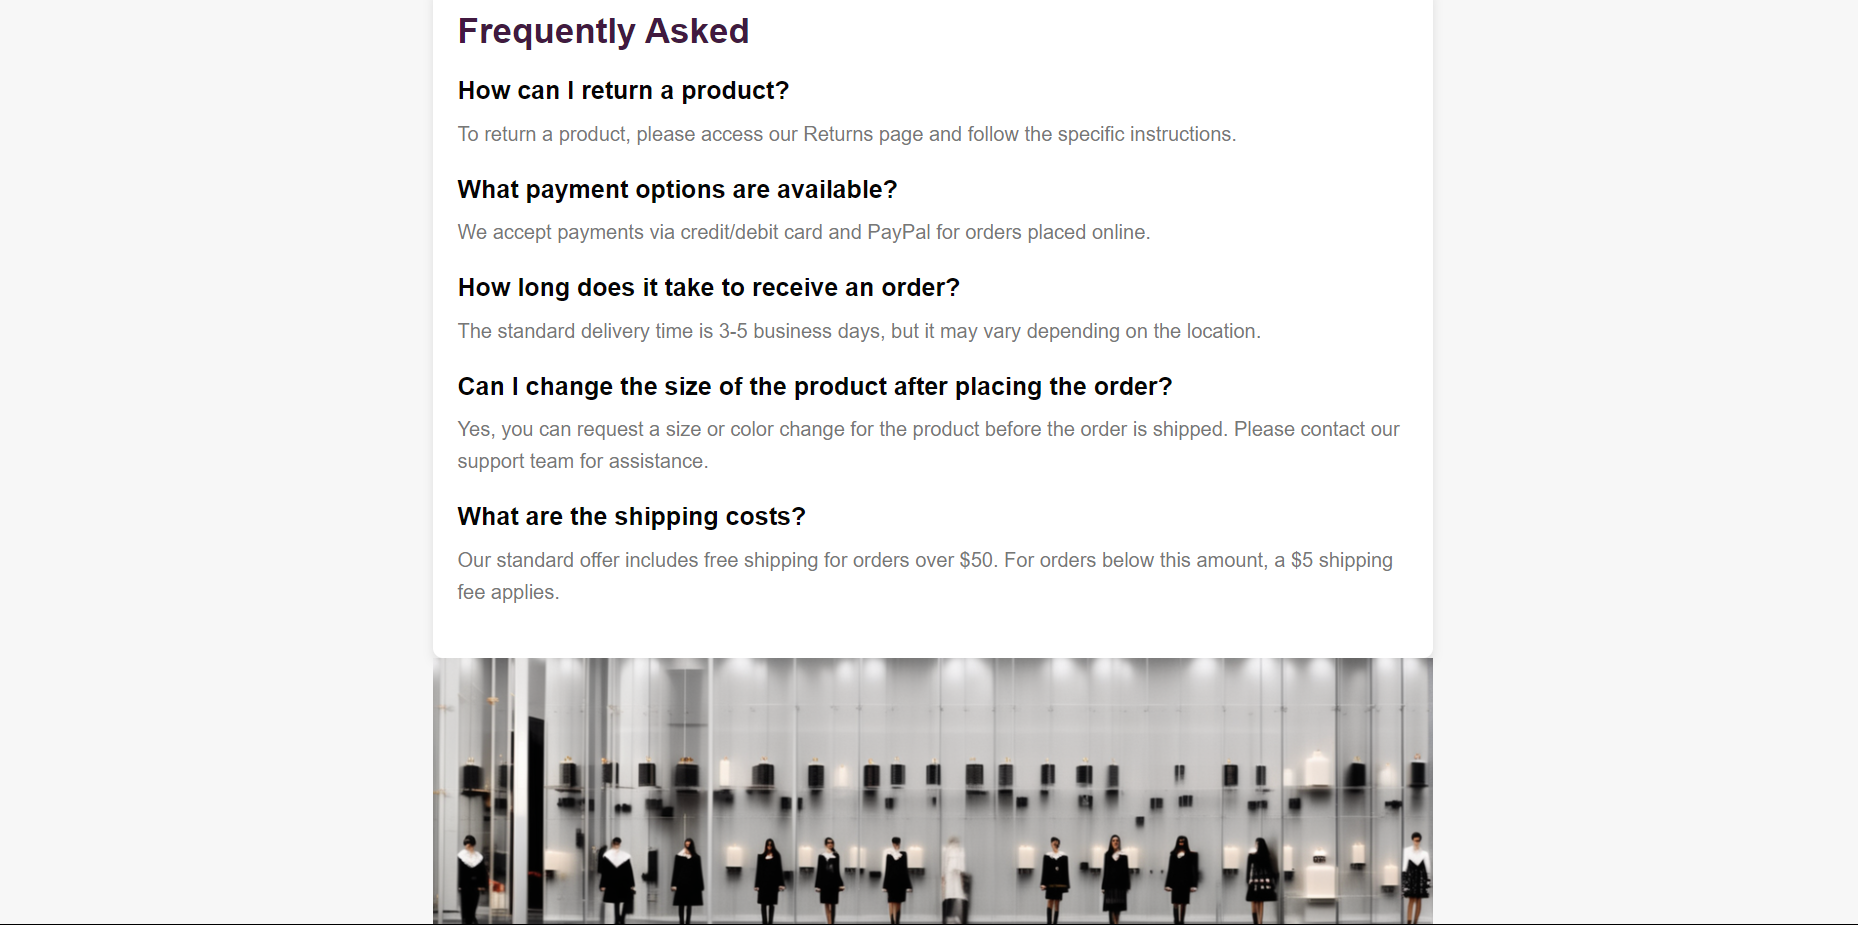 Frequently Asked
How can I return a product?
To return a product, please access our Returns page and follow the specific instructions.
What payment options are available?
We accept payments via credit/debit card and PayPal for orders placed online.
How long does it take to receive an order?
The standard delivery time is 3-5 business days, but it may vary depending on the location.
Can I change the size of the product after placing the order?
Yes, you can request a size or color change for the product before the order is shipped. Please contact our
support team for assistance.
What are the shipping costs?
Our standard offer includes free shipping for orders over $50. For orders below this amount, a $5 shipping
fee applies.